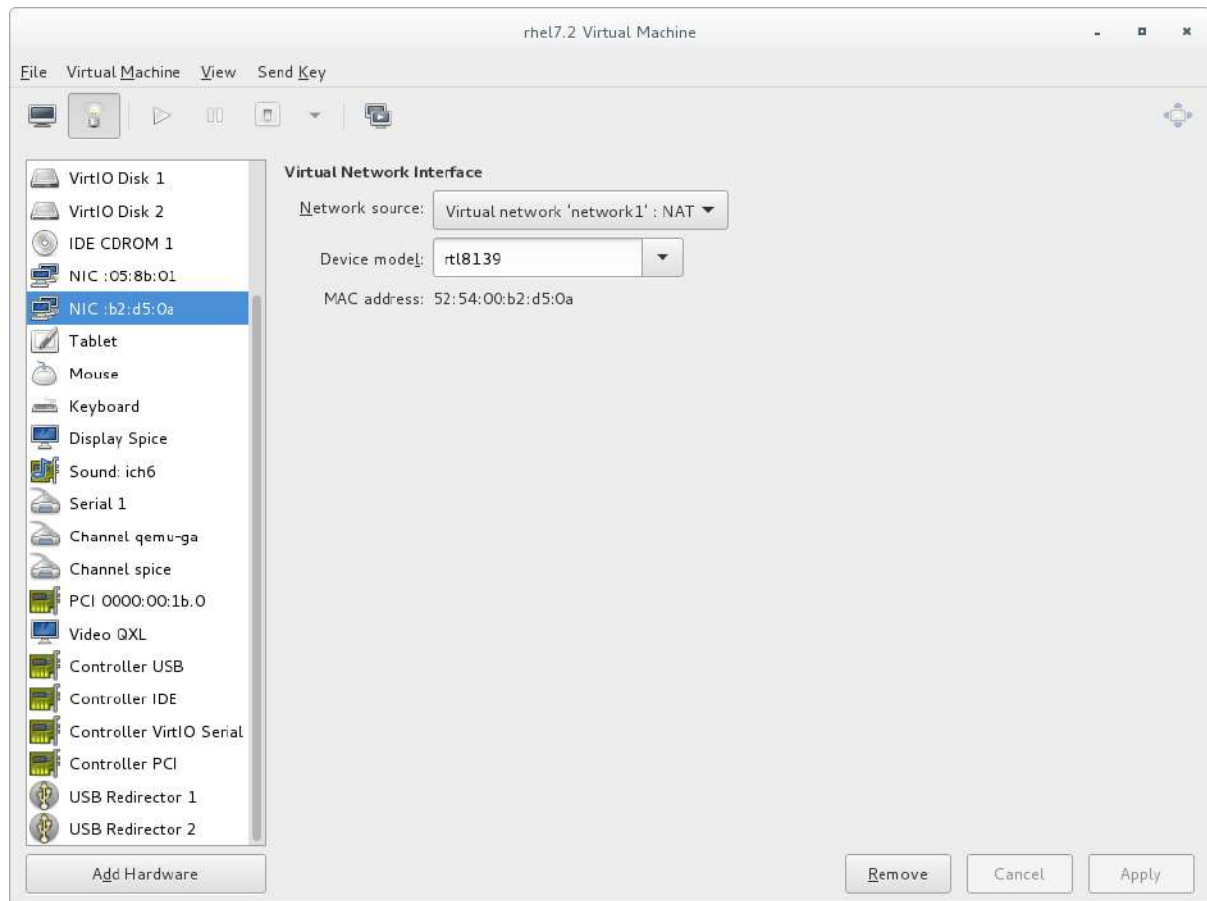 rhel7.2 Virtual Machine
File Virtual Machine View Send Key
VirtIO Disk 1
VirtIO Disk 2
IDE CDROM 1
NIC :05:8b:01
NIC :b2:d5:0a
Tablet
Mouse
Keyboard
Display Spice
Sound: ich6
Serial 1
Channel qemu-ga
Channel spice
PCI 0000:00:1b.0
Video QXL
Controller USB
Controller IDE
Controller VirtIO Serial
Controller PCI
USB Redirector 1
USB Redirector 2
Add Hardware
Virtual Network Interface
Network source: Virtual network 'network1' : NAT
Device model: rtl8139
MAC address: 52:54:00:b2:d5:0a
Remove Cancel Apply